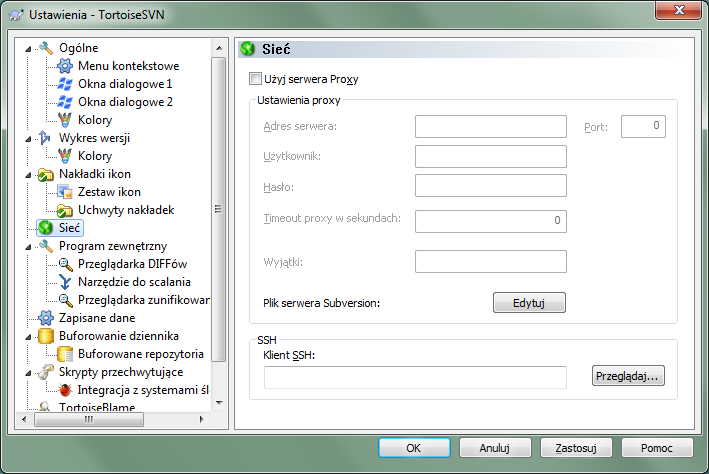 Ustawienia - TortoiseSVN
Ogólne
Menu kontekstowe
Okna dialogowe 1
Okna dialogowe 2
Kolory
Wykres wersji
Kolory
Nakładki ikon
Zestaw ikon
Uchwyty nakładek
Sieć
Program zewnętrzny
Przeglądarka DIFFów
Narzędzie do scalania
Przeglądarka zunifikowan
Zapisane dane
Buforowanie dziennika
Buforowane repozytoria
Skrypty przechwytujące
Integracja z systemami śl
TortoiseBlame
Sieć
Użyj serwera Proxy
Ustawienia proxy
Adres serwera:
Port: 0
Użytkownik:
Hasło:
Timeout proxy w sekundach: 0
Wyjątki:
Plik serwera Subversion: Edytuj
SSH
Klient SSH:
Przeglądaj...
OK Anuluj Zastosuj Pomoc